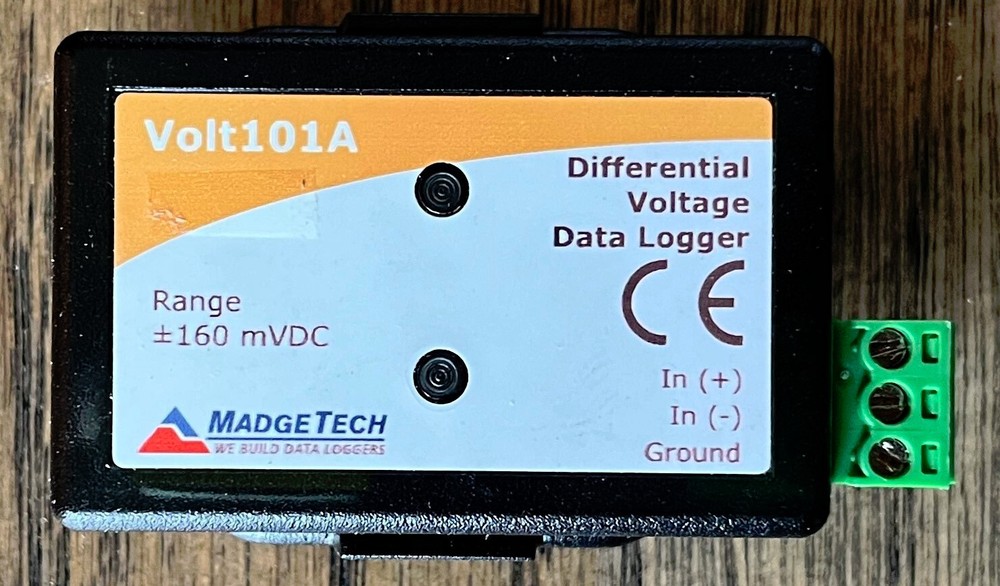 Volt101A
Differential
Voltage
Data Logger
CE
Range
±160 mVDC
In (+)
In (-)
Ground
MADGETECH
WE BUILD DATA LOGGERS